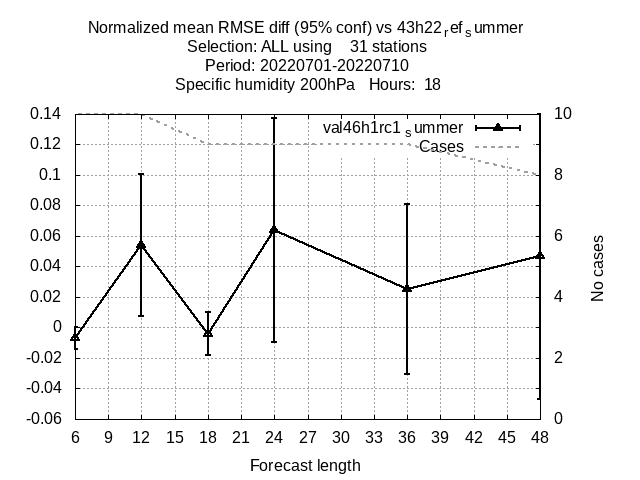 Normalized mean RMSE diff (95% conf) vs 43h22refsummer
Selection: ALL using    31 stations
Period: 20220701-20220710
Specific humidity 200hPa   Hours:  18
0.14
0.12
0.1
0.08
0.06
0.04
0.02
0
-0.02
-0.04
-0.06
val46h1rc1summer
Cases
10
8
6
4
2
0
No cases
6 9 12 15 18 21 24 27 30 33 36 39 42 45 48
Forecast length